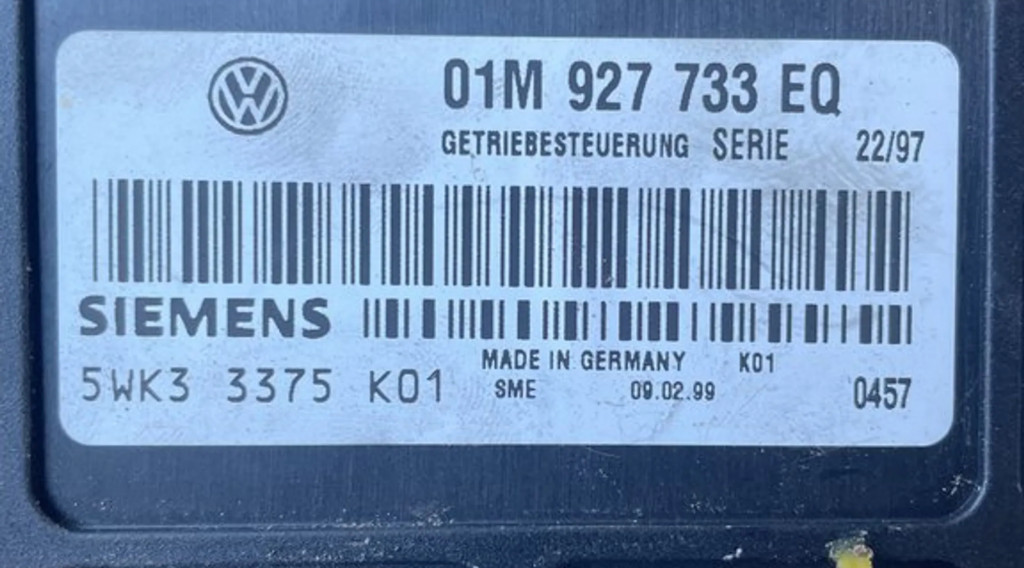 01M 927 733 EQ
GETRIEBESTEUERUNG SERIE 22/97
SIEMENS
MADE IN GERMANY K01
5WK3 3375 K01 SME 09.02.99 0457